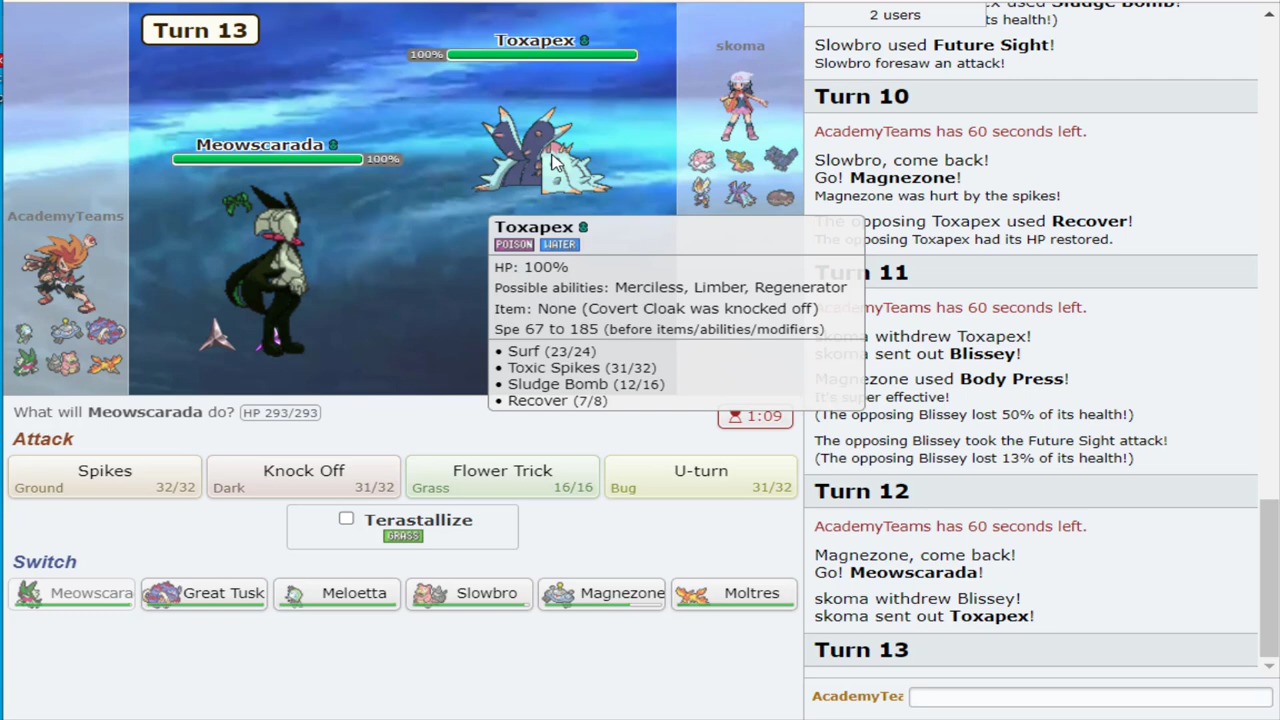 Turn 13
Toxapex
100%
skoma
Meowscarada
100%
AcademyTeams
Toxapex
POISON WATER
HP: 100%
Possible abilities: Merciless, Limber, Regenerator
Item: None (Covert Cloak was knocked off)
Spe 67 to 185 (before items/abilities/modifiers)
• Surf (23/24)
• Toxic Spikes (31/32)
• Sludge Bomb (12/16)
• Recover (7/8)
What will Meowscarada do? HP 293/293
1:09
Attack
Spikes
Ground 32/32
Knock Off
Dark 31/32
Flower Trick
Grass 16/16
U-turn
Bug 31/32
Terastallize
GRASS
Switch
Meowscara
Great Tusk
Meloetta
Slowbro
Magnezone
Moltres
2 users
ts health!)
Slowbro used Future Sight!
Slowbro foresaw an attack!
Turn 10
AcademyTeams has 60 seconds left.
Slowbro, come back!
Go! Magnezone!
Magnezone was hurt by the spikes!
The opposing Toxapex used Recover!
The opposing Toxapex had its HP restored.
Turn 11
AcademyTeams has 60 seconds left.
skoma withdrew Toxapex!
skoma sent out Blissey!
Magnezone used Body Press!
It's super effective!
(The opposing Blissey lost 50% of its health!)
The opposing Blissey took the Future Sight attack!
(The opposing Blissey lost 13% of its health!)
Turn 12
AcademyTeams has 60 seconds left.
Magnezone, come back!
Go! Meowscarada!
skoma withdrew Blissey!
skoma sent out Toxapex!
Turn 13
AcademyTea